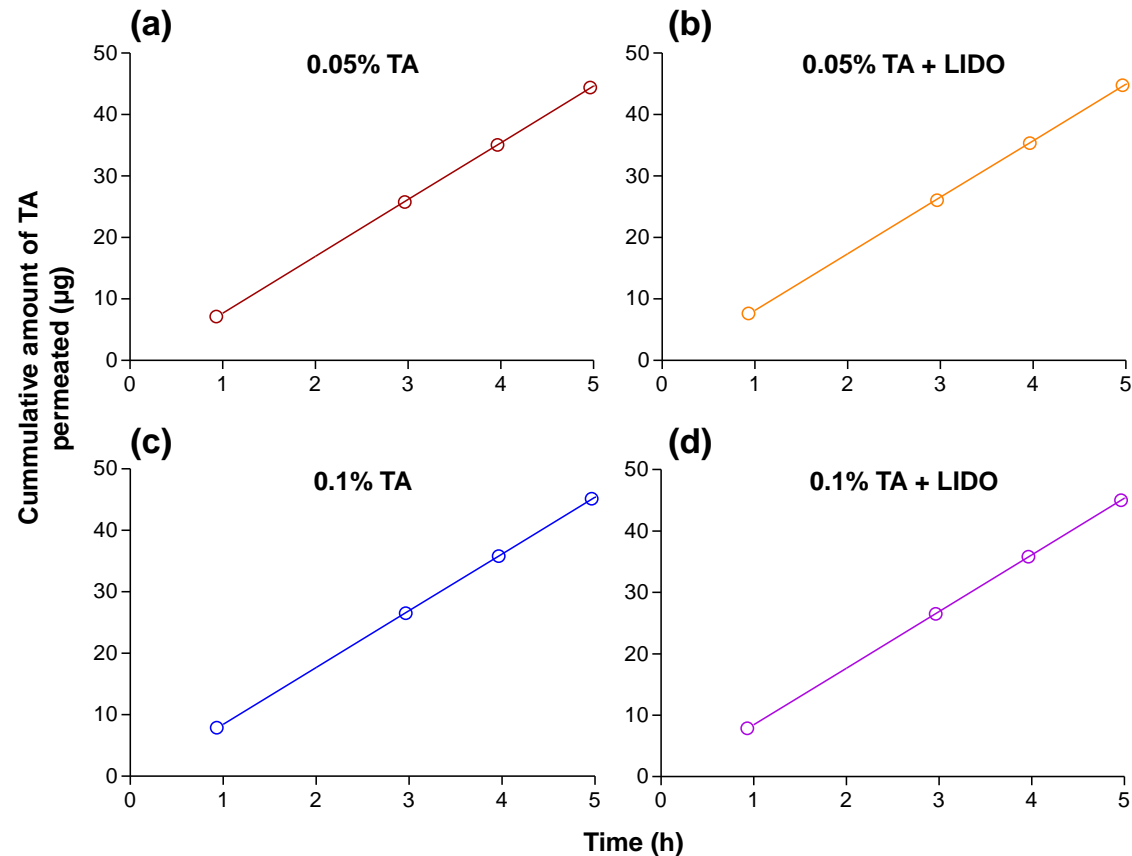 (a)
0.05% TA
50
40
30
20
10
0
0 1 2 3 4 5
(b)
0.05% TA + LIDO
50
40
30
20
10
0
0 1 2 3 4 5
Cummulative amount of TA
permeated (µg)
(c)
0.1% TA
50
40
30
20
10
0
0 1 2 3 4 5
(d)
0.1% TA + LIDO
50
40
30
20
10
0
0 1 2 3 4 5
Time (h)